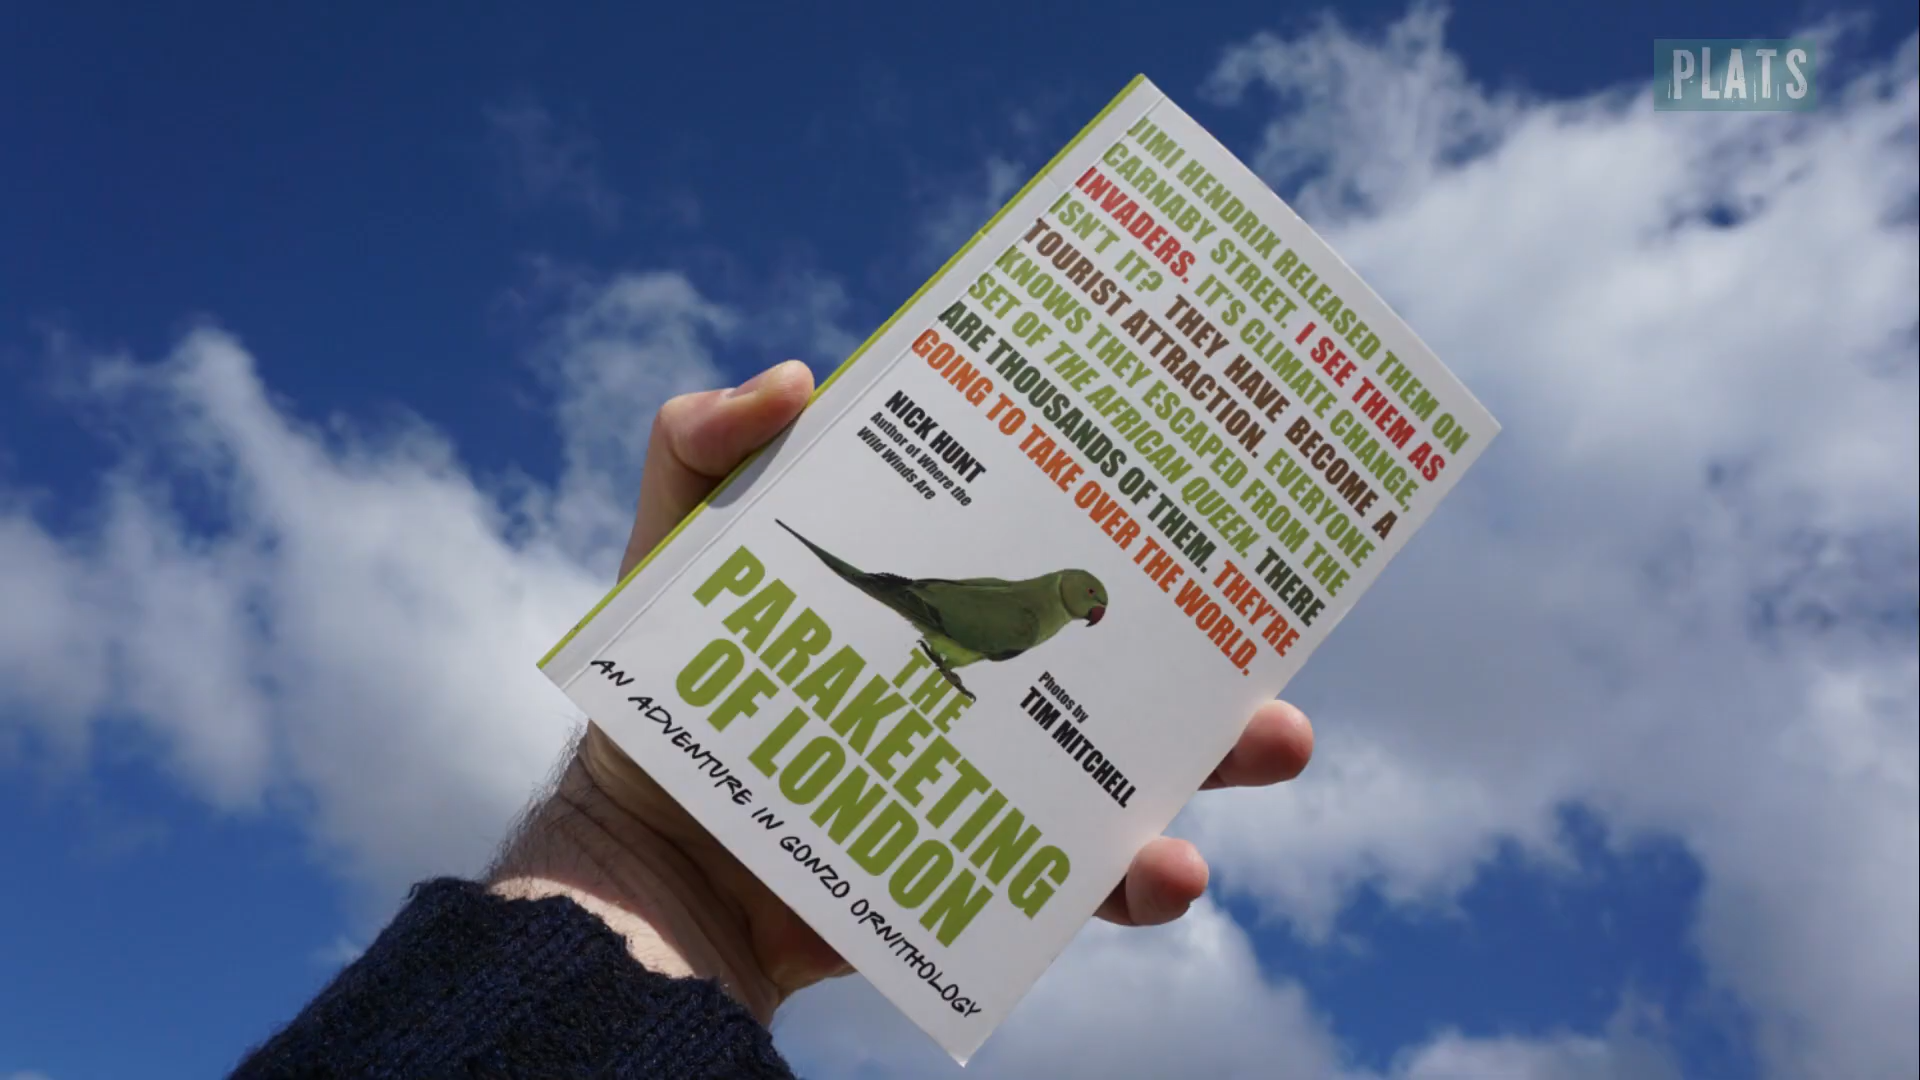 PLATS
JIMI HENDRIX RELEASED THEM ON
CARNABY STREET. I SEE THEM AS
INVADERS. IT'S CLIMATE CHANGE,
ISN'T IT? THEY HAVE BECOME A
TOURIST ATTRACTION. EVERYONE
KNOWS THEY ESCAPED FROM THE
SET OF THE AFRICAN QUEEN. THERE
ARE THOUSANDS OF THEM. THEY'RE
GOING TO TAKE OVER THE WORLD.
NICK HUNT
Author of Where the
Wild Winds Are
Photos by
TIM MITCHELL
THE
PARAKEETING
OF LONDON
AN ADVENTURE IN GONZO ORNITHOLOGY